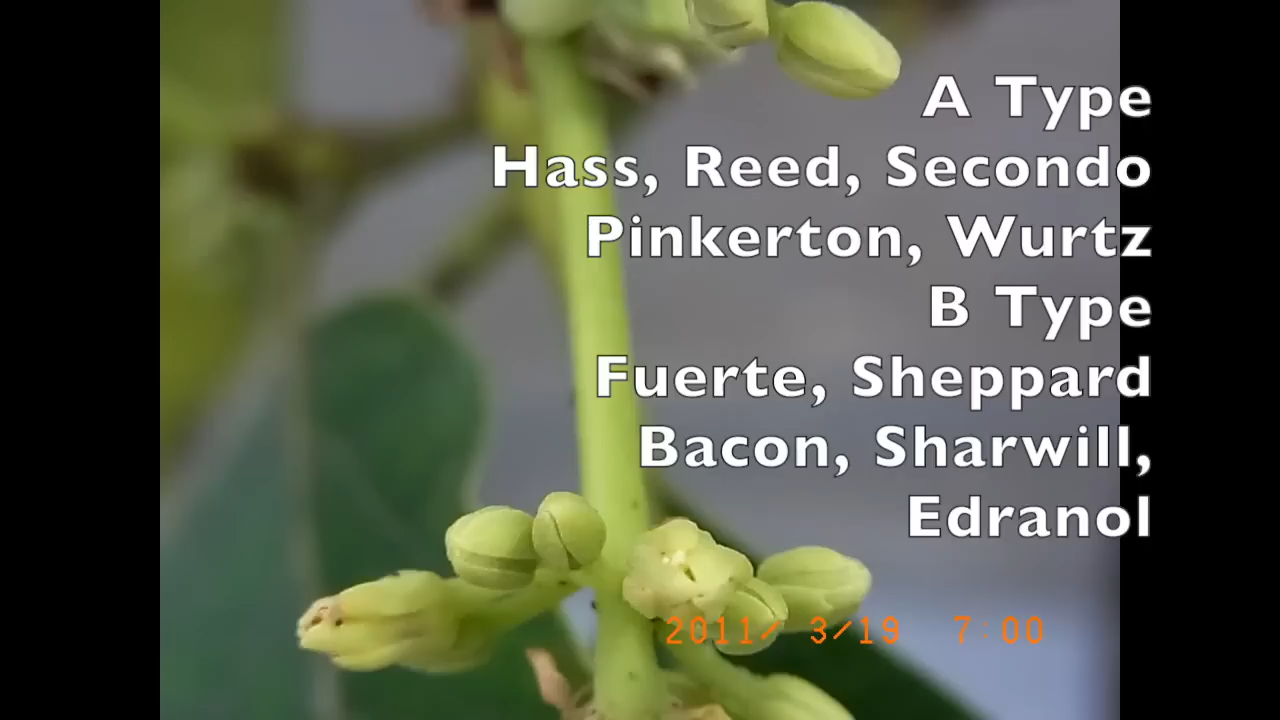 A Type
Hass, Reed, Secondo
Pinkerton, Wurtz
B Type
Fuerte, Sheppard
Bacon, Sharwill,
Edranol
2011/ 3/19 7:00